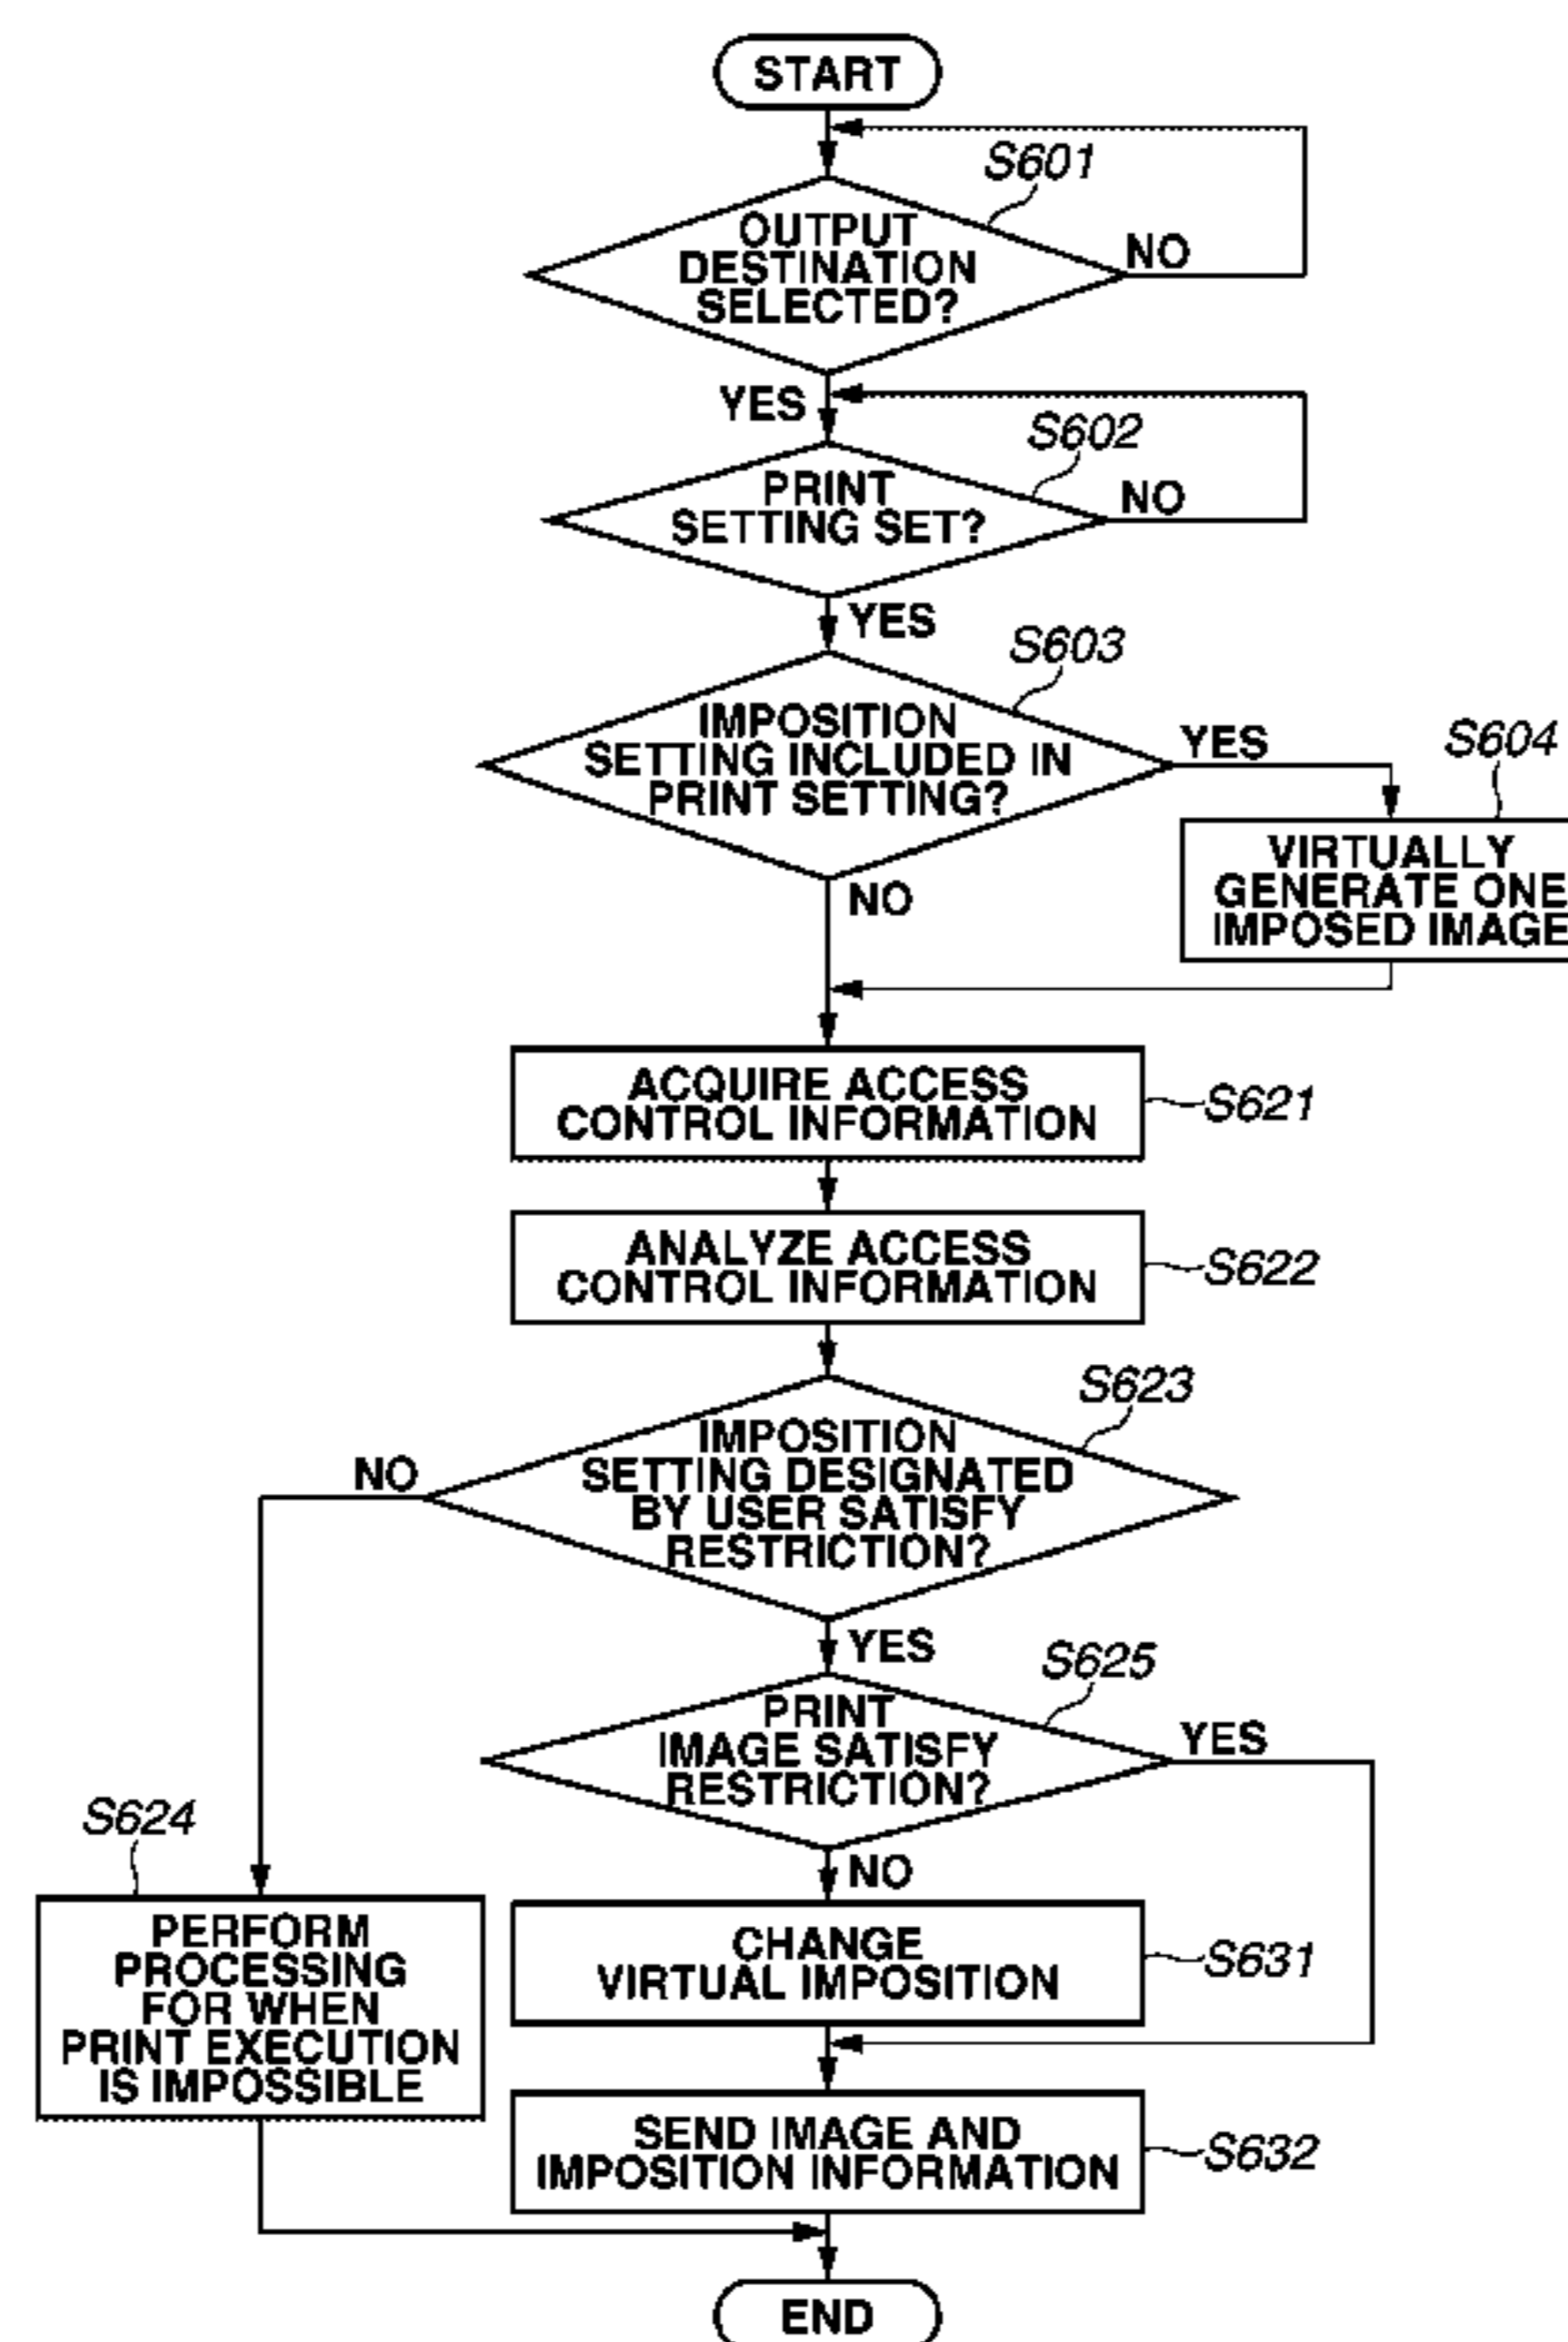 START
S601
OUTPUT
DESTINATION
SELECTED?
NO
YES
S602
PRINT
SETTING SET?
NO
YES
S603
IMPOSITION
SETTING INCLUDED IN
PRINT SETTING?
YES
S604
VIRTUALLY
GENERATE ONE
IMPOSED IMAGE
NO
ACQUIRE ACCESS
CONTROL INFORMATION
S621
ANALYZE ACCESS
CONTROL INFORMATION
S622
S623
IMPOSITION
SETTING DESIGNATED
BY USER SATISFY
RESTRICTION?
NO
YES
S625
PRINT
IMAGE SATISFY
RESTRICTION?
YES
NO
S624
PERFORM
PROCESSING
FOR WHEN
PRINT EXECUTION
IS IMPOSSIBLE
CHANGE
VIRTUAL IMPOSITION
S631
SEND IMAGE AND
IMPOSITION INFORMATION
S632
END